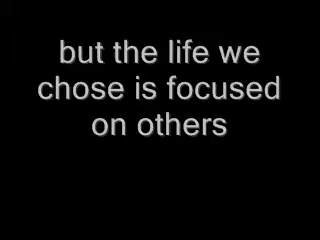 but the life we
chose is focused
on others